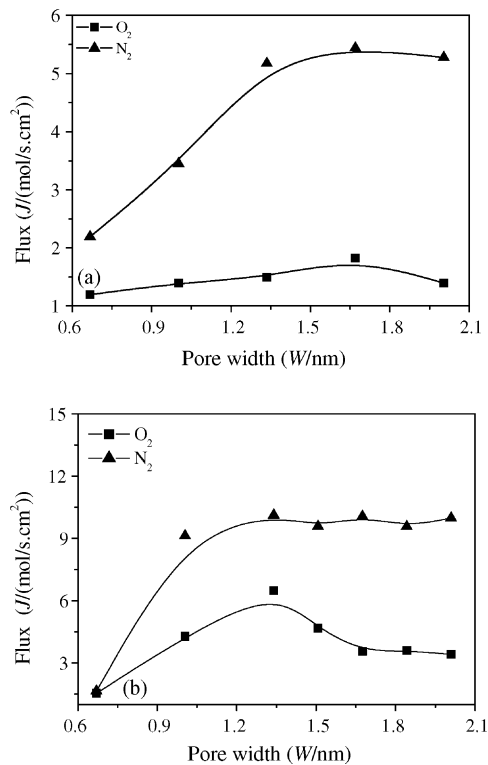 6
5
4
3
2
1
O₂
N₂
(a)
Flux (J/(mol/s.cm²))
0.6 0.9 1.2 1.5 1.8 2.1
Pore width (W/nm)
15
12
9
6
3
O₂
N₂
(b)
Flux (J/(mol/s.cm²))
0.6 0.9 1.2 1.5 1.8 2.1
Pore width (W/nm)